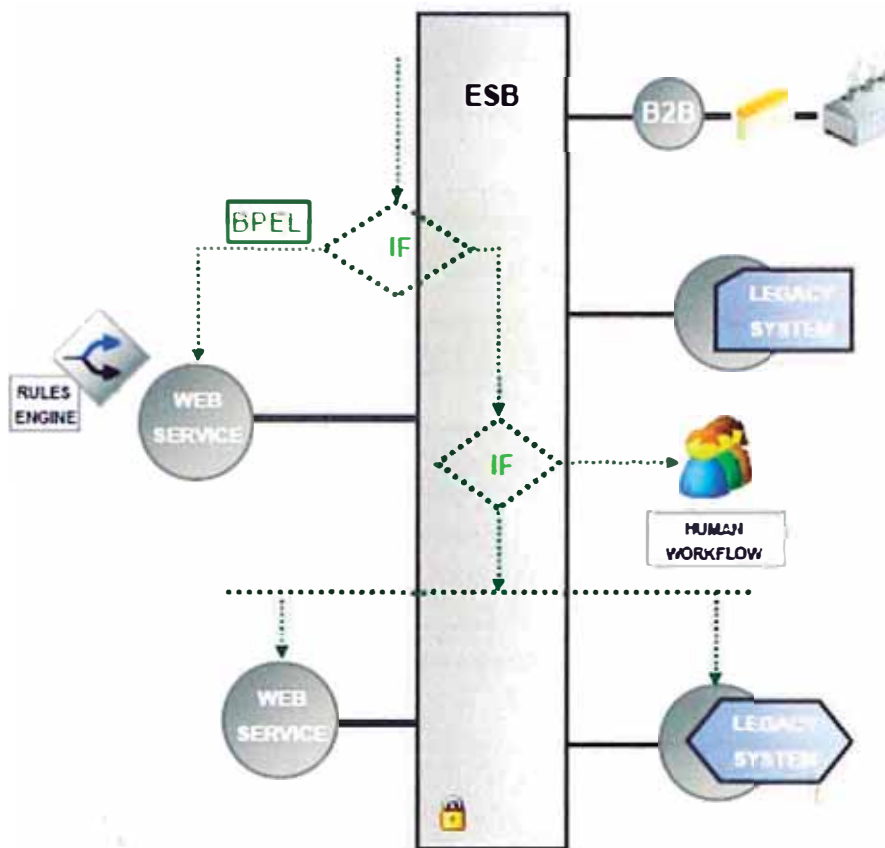 ESB
B2B
BPEL
IF
LEGACY
SYSTEM
RULES
ENGINE
WEB
SERVICE
IF
HUMAN
WORKFLOW
WEB
SERVICE
LEGACY
SYSTEM